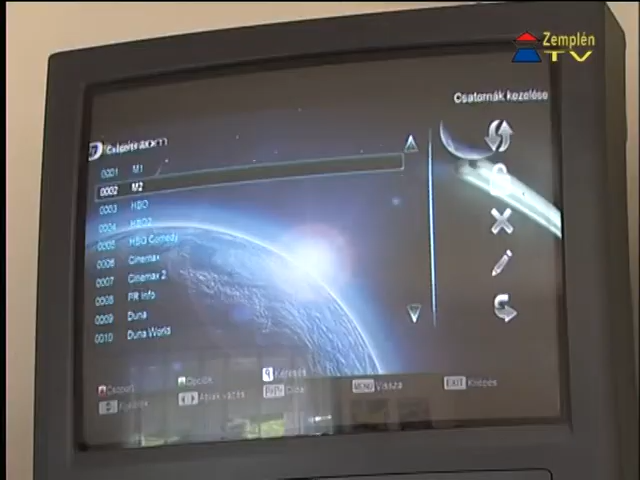 Zemplén
TV
Csatornák kezelése
0001 M1
0002 M2
0003 HBO
0004 HBO2
0005 HBO Comedy
0006 Cinemax
0007 Cinemax 2
0008 PR Info
0009 Duna
0010 Duna World
Csoport
Opciók
Keresés
MENU Vissza
EXIT Kilépés